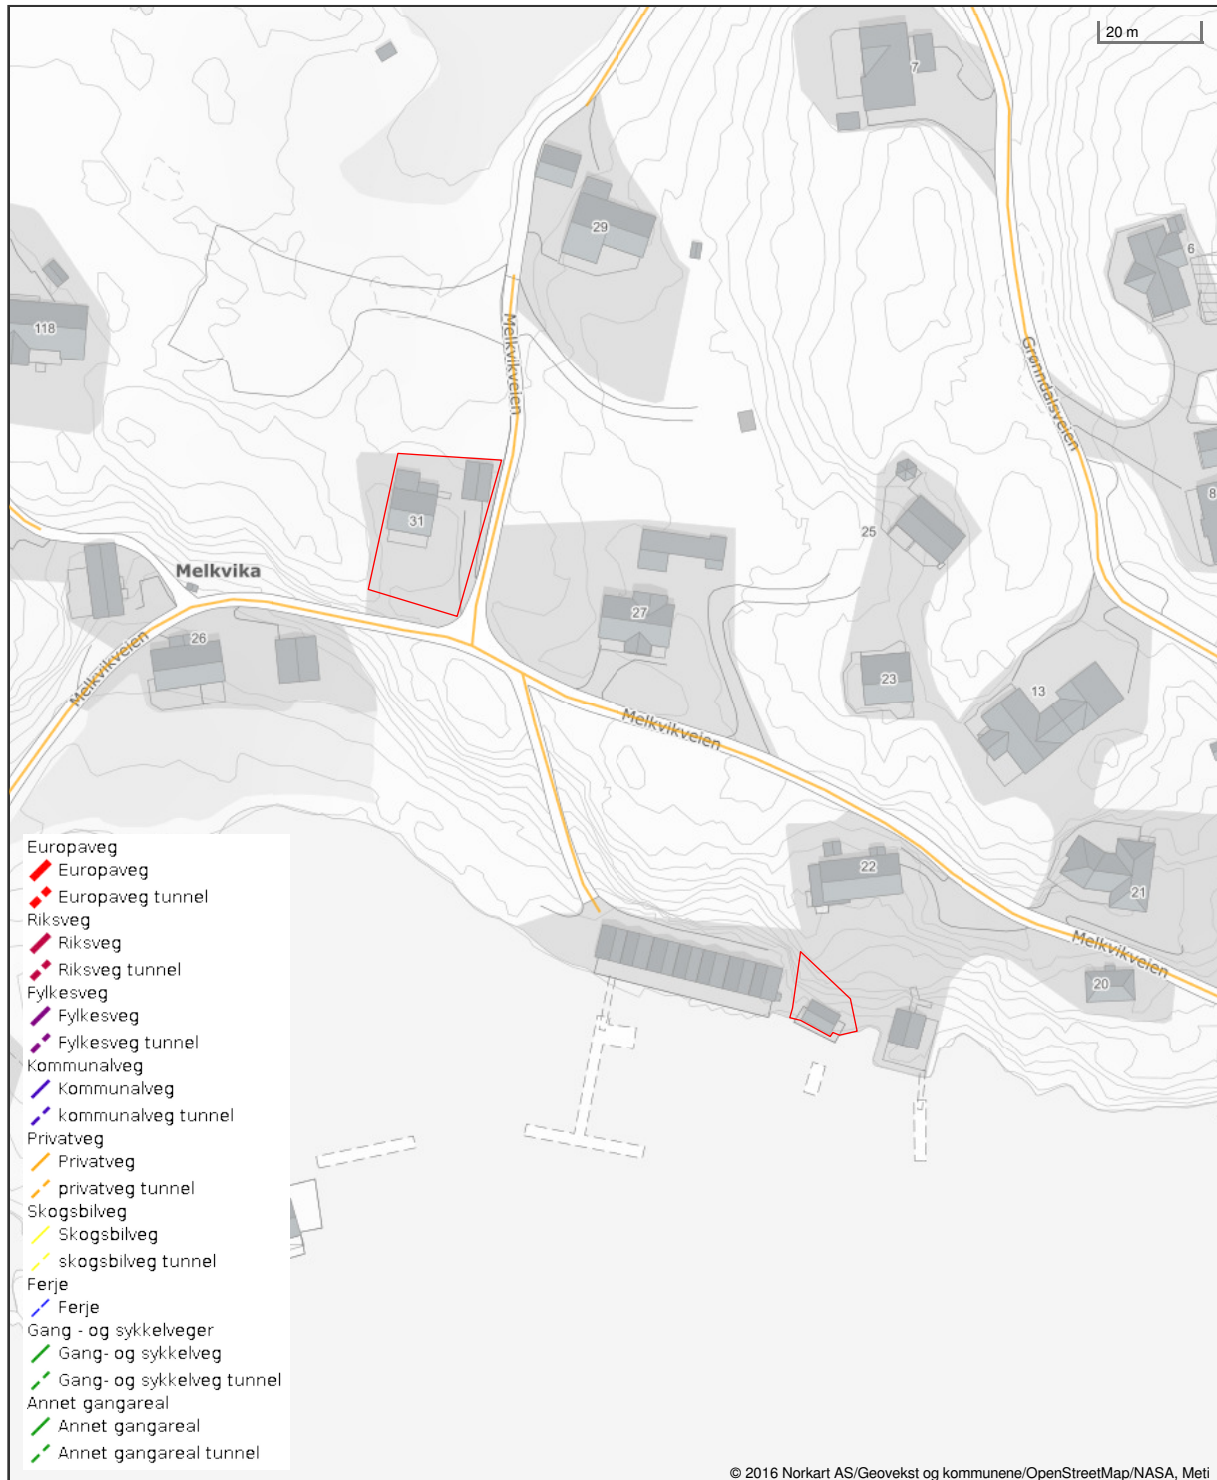 20 m
7
29
6
118
Melkvikveien
Grønndalsveien
8
31
25
Melkvika
27
26
23
13
Melkvikveien
Melkvikveien
22
21
Melkvikveien
20
Europaveg
Europaveg
Europaveg tunnel
Riksveg
Riksveg
Riksveg tunnel
Fylkesveg
Fylkesveg
Fylkesveg tunnel
Kommunalveg
Kommunalveg
kommunalveg tunnel
Privatveg
Privatveg
privatveg tunnel
Skogsbilveg
Skogsbilveg
skogsbilveg tunnel
Ferje
Ferje
Gang - og sykkelveger
Gang- og sykkelveg
Gang- og sykkelveg tunnel
Annet gangareal
Annet gangareal
Annet gangareal tunnel
© 2016 Norkart AS/Geovekst og kommunene/OpenStreetMap/NASA, Meti